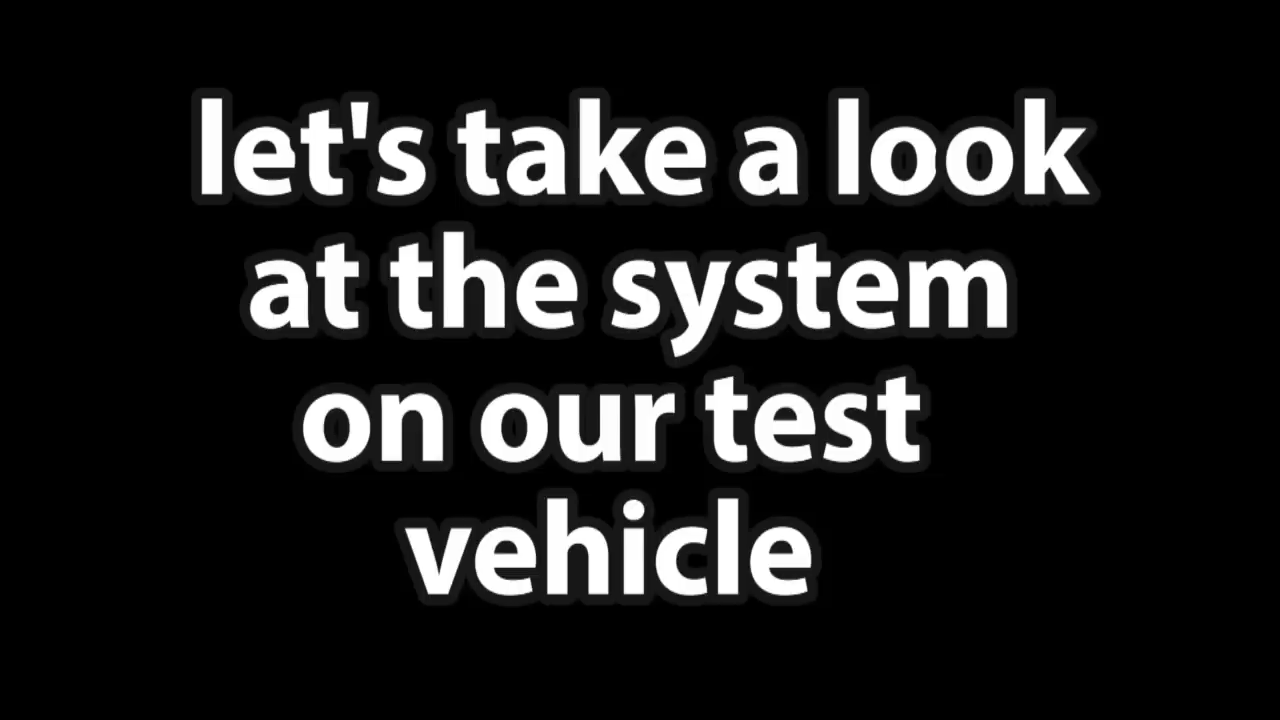 let's take a look
at the system
on our test
vehicle